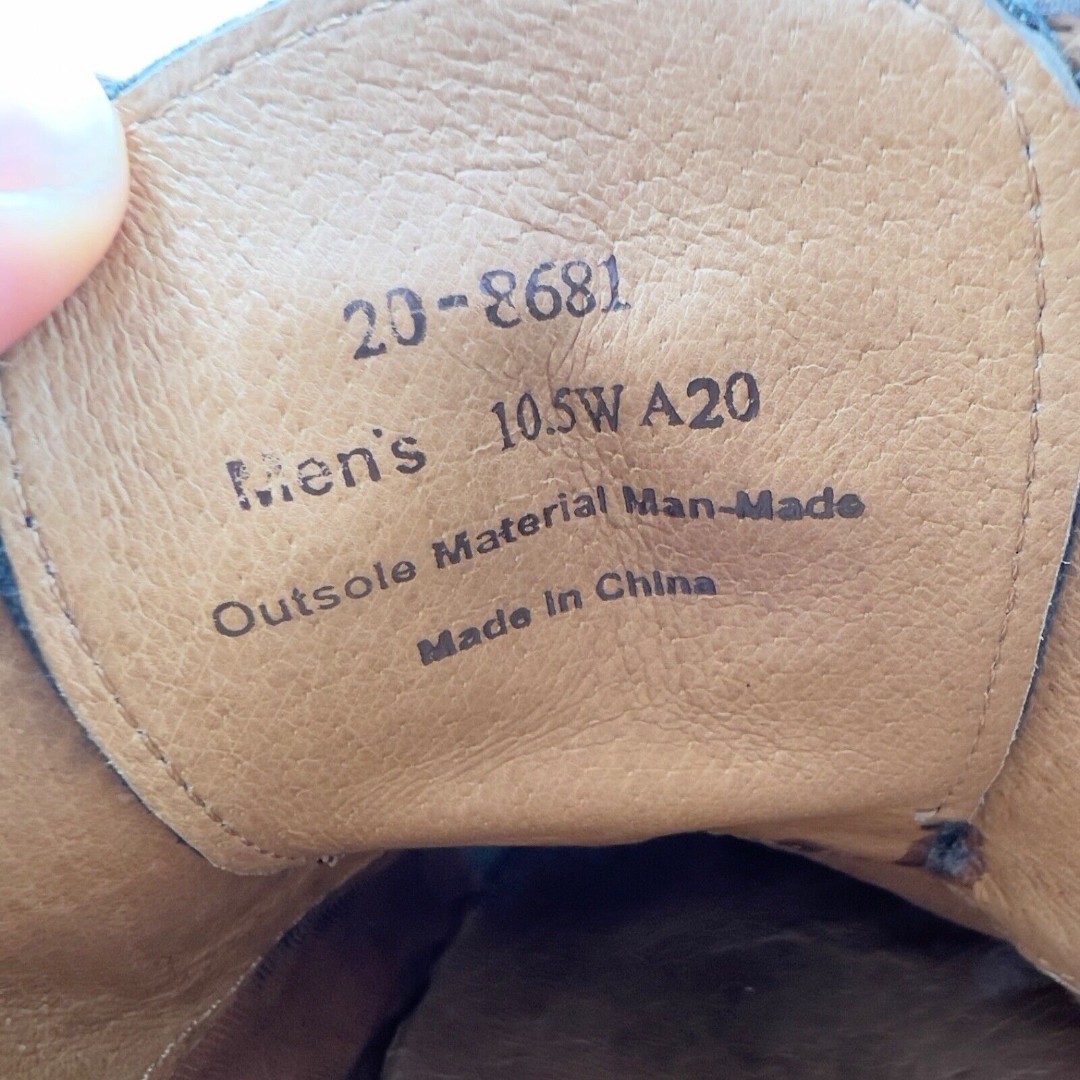 20-8681
Men's 10.5W A20
Outsole Material Man-Made
Made In China